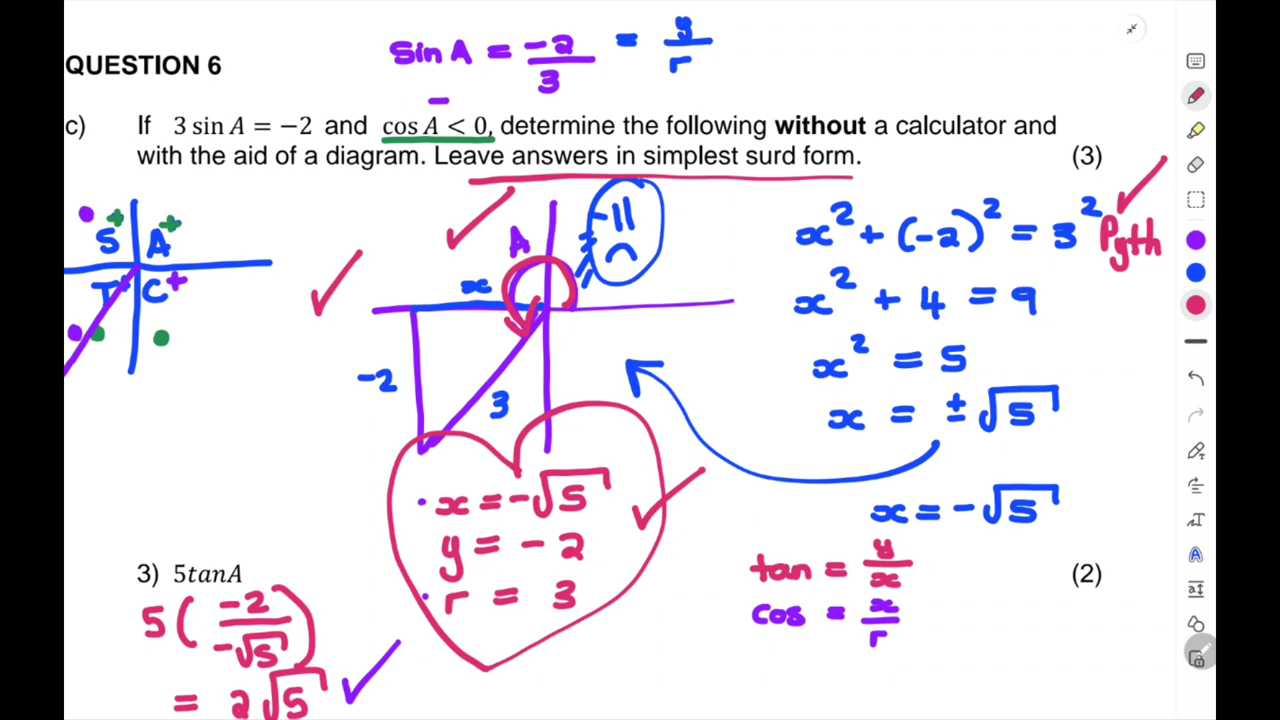 sin A = -2/3 = y/r
QUESTION 6
c) If 3 sin A = −2 and cos A < 0, determine the following without a calculator and
with the aid of a diagram. Leave answers in simplest surd form. (3)
S A
T C
A
x
-2
3
x² + (-2)² = 3² Pyth
x² + 4 = 9
x² = 5
x = ±√5
x = -√5
x = -√5
y = -2
r = 3
tan = y/x
cos = x/r
3) 5tanA (2)
5(-2/-√5)
= 2√5